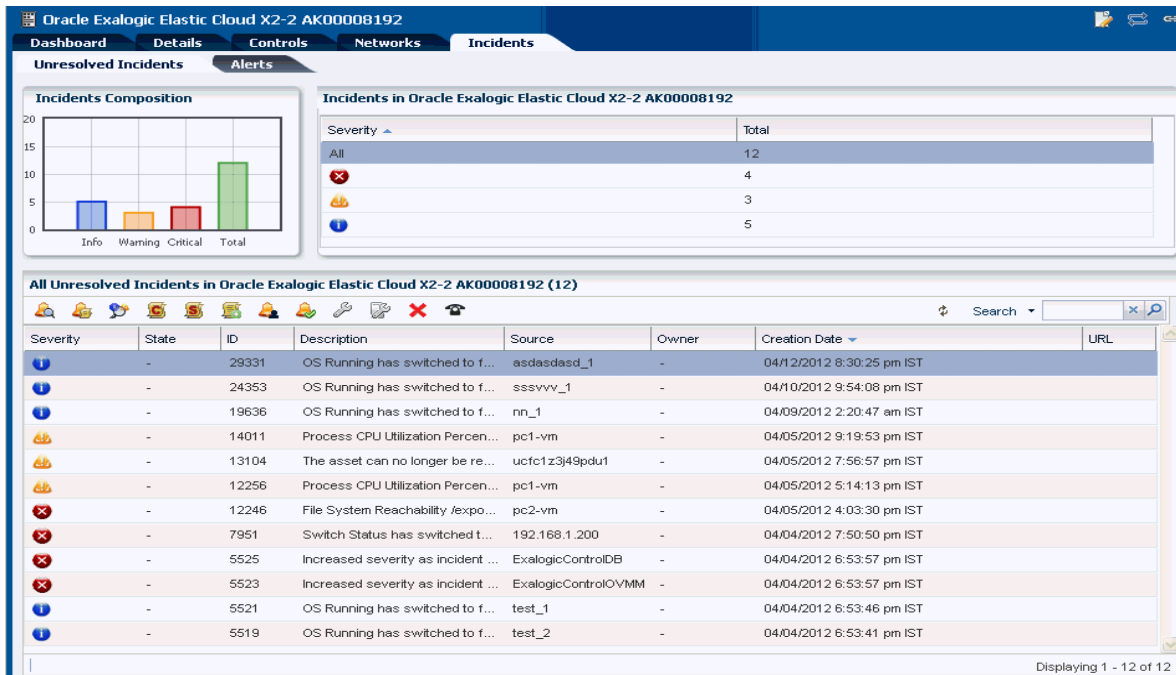 Oracle Exalogic Elastic Cloud X2-2 AK00008192
Dashboard Details Controls Networks Incidents
Unresolved Incidents Alerts
Incidents Composition
20
15
10
5
0
Info Warning Critical Total
Incidents in Oracle Exalogic Elastic Cloud X2-2 AK00008192
Severity Total
All 12
4
3
5
All Unresolved Incidents in Oracle Exalogic Elastic Cloud X2-2 AK00008192 (12)
C S Search
Severity State ID Description Source Owner Creation Date URL
- 29331 OS Running has switched to f... asdasdasd_1 - 04/12/2012 8:30:25 pm IST
- 24353 OS Running has switched to f... sssvvv_1 - 04/10/2012 9:54:08 pm IST
- 19636 OS Running has switched to f... nn_1 - 04/09/2012 2:20:47 am IST
- 14011 Process CPU Utilization Percen... pc1-vm - 04/05/2012 9:19:53 pm IST
- 13104 The asset can no longer be re... ucfc1z3j49pdu1 - 04/05/2012 7:56:57 pm IST
- 12256 Process CPU Utilization Percen... pc1-vm - 04/05/2012 5:14:13 pm IST
- 12246 File System Reachability /expo... pc2-vm - 04/05/2012 4:03:30 pm IST
- 7951 Switch Status has switched t... 192.168.1.200 - 04/04/2012 7:50:50 pm IST
- 5525 Increased severity as incident ... ExalogicControlDB - 04/04/2012 6:53:57 pm IST
- 5523 Increased severity as incident ... ExalogicControlOVMM - 04/04/2012 6:53:57 pm IST
- 5521 OS Running has switched to f... test_1 - 04/04/2012 6:53:46 pm IST
- 5519 OS Running has switched to f... test_2 - 04/04/2012 6:53:41 pm IST
Displaying 1 - 12 of 12